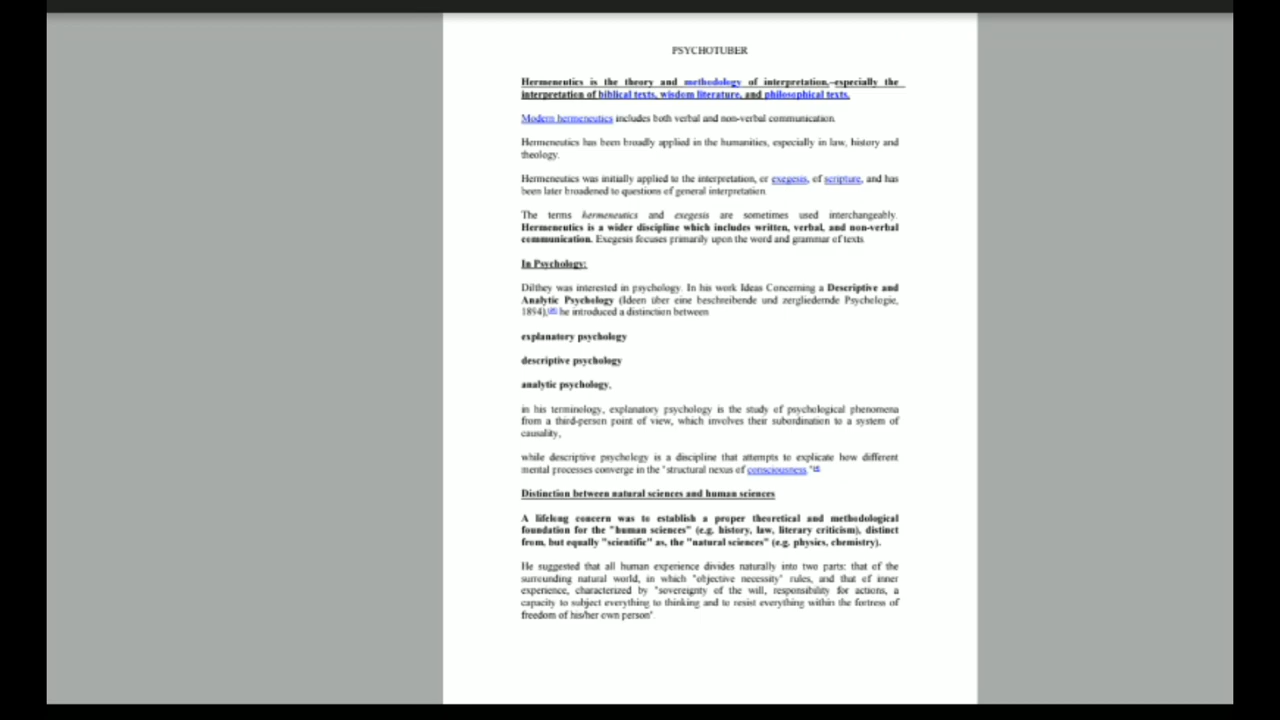 PSYCHOTUBER
Hermeneutics is the theory and methodology of interpretation, especially the
interpretation of biblical texts, wisdom literature, and philosophical texts.
Modern hermeneutics includes both verbal and non-verbal communication.
Hermeneutics has been broadly applied in the humanities, especially in law, history and
theology.
Hermeneutics was initially applied to the interpretation, or exegesis, of scripture, and has
been later broadened to questions of general interpretation.
The terms hermeneutics and exegesis are sometimes used interchangeably.
Hermeneutics is a wider discipline which includes written, verbal, and non-verbal
communication. Exegesis focuses primarily upon the word and grammar of texts.
In Psychology:
Dilthey was interested in psychology. In his work Ideas Concerning a Descriptive and
Analytic Psychology (Ideen über eine beschreibende und zergliedernde Psychologie,
1894), he introduced a distinction between
explanatory psychology
descriptive psychology
analytic psychology,
in his terminology, explanatory psychology is the study of psychological phenomena
from a third-person point of view, which involves their subordination to a system of
causality,
while descriptive psychology is a discipline that attempts to explicate how different
mental processes converge in the "structural nexus of consciousness."
Distinction between natural sciences and human sciences
A lifelong concern was to establish a proper theoretical and methodological
foundation for the "human sciences" (e.g. history, law, literary criticism), distinct
from, but equally "scientific" as, the "natural sciences" (e.g. physics, chemistry).
He suggested that all human experience divides naturally into two parts: that of the
surrounding natural world, in which "objective necessity" rules, and that of inner
experience, characterized by "sovereignty of the will, responsibility for actions, a
capacity to subject everything to thinking and to resist everything within the fortress of
freedom of his/her own person".